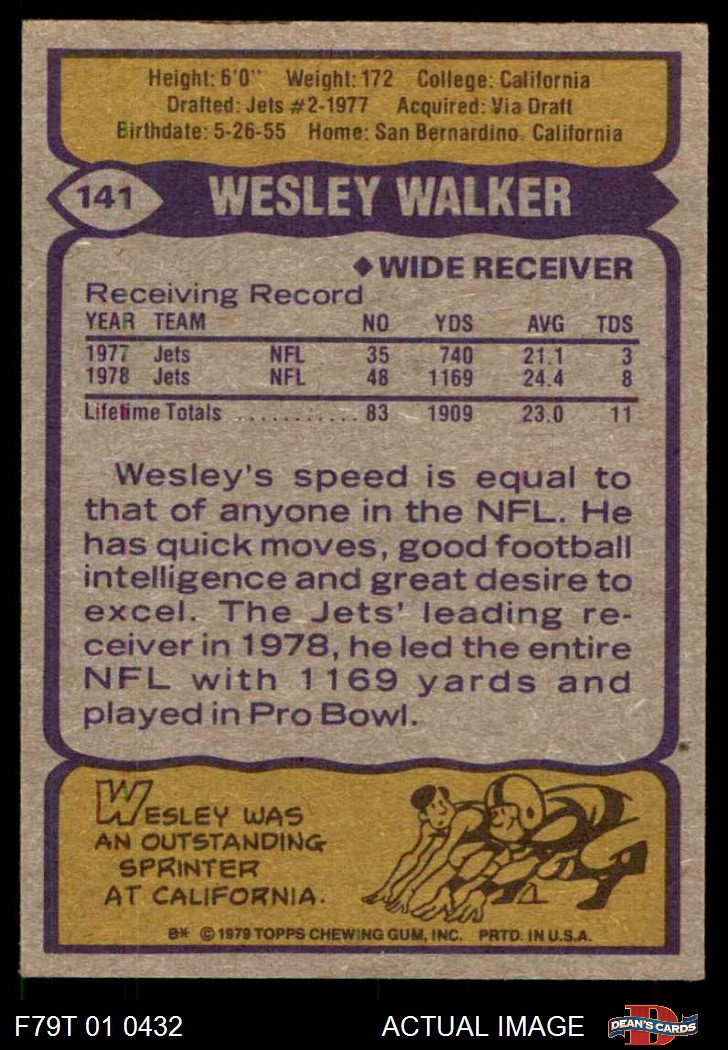 Height: 6'0" Weight: 172 College: California
Drafted: Jets #2-1977 Acquired: Via Draft
Birthdate: 5-26-55 Home: San Bernardino, California
141 WESLEY WALKER
◆WIDE RECEIVER
Receiving Record
YEAR TEAM NO YDS AVG TDS
1977 Jets NFL 35 740 21.1 3
1978 Jets NFL 48 1169 24.4 8
Lifetime Totals ........... 83 1909 23.0 11
Wesley's speed is equal to
that of anyone in the NFL. He
has quick moves, good football
intelligence and great desire to
excel. The Jets' leading re-
ceiver in 1978, he led the entire
NFL with 1169 yards and
played in Pro Bowl.
WESLEY WAS
AN OUTSTANDING
SPRINTER
AT CALIFORNIA.
B* © 1979 TOPPS CHEWING GUM, INC. PRTD. IN U.S.A.
F79T 01 0432 ACTUAL IMAGE D DEAN'S CARDS